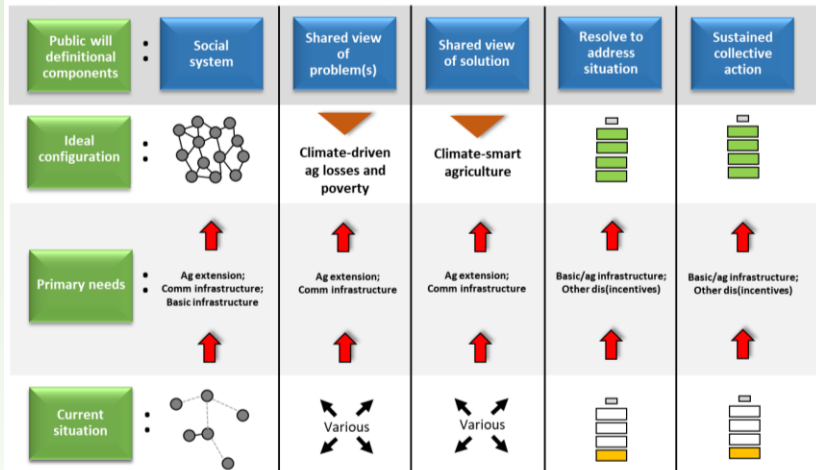 Public will
definitional
components
:
Social
system
Shared view
of
problem(s)
Shared view
of solution
Resolve to
address
situation
Sustained
collective
action
Ideal
configuration
:
Climate-driven
ag losses and
poverty
Climate-smart
agriculture
Primary needs
:
Ag extension;
Comm infrastructure;
Basic infrastructure
Ag extension;
Comm infrastructure
Ag extension;
Comm infrastructure
Basic/ag infrastructure;
Other dis(incentives)
Basic/ag infrastructure;
Other dis(incentives)
Current
situation
:
Various
Various